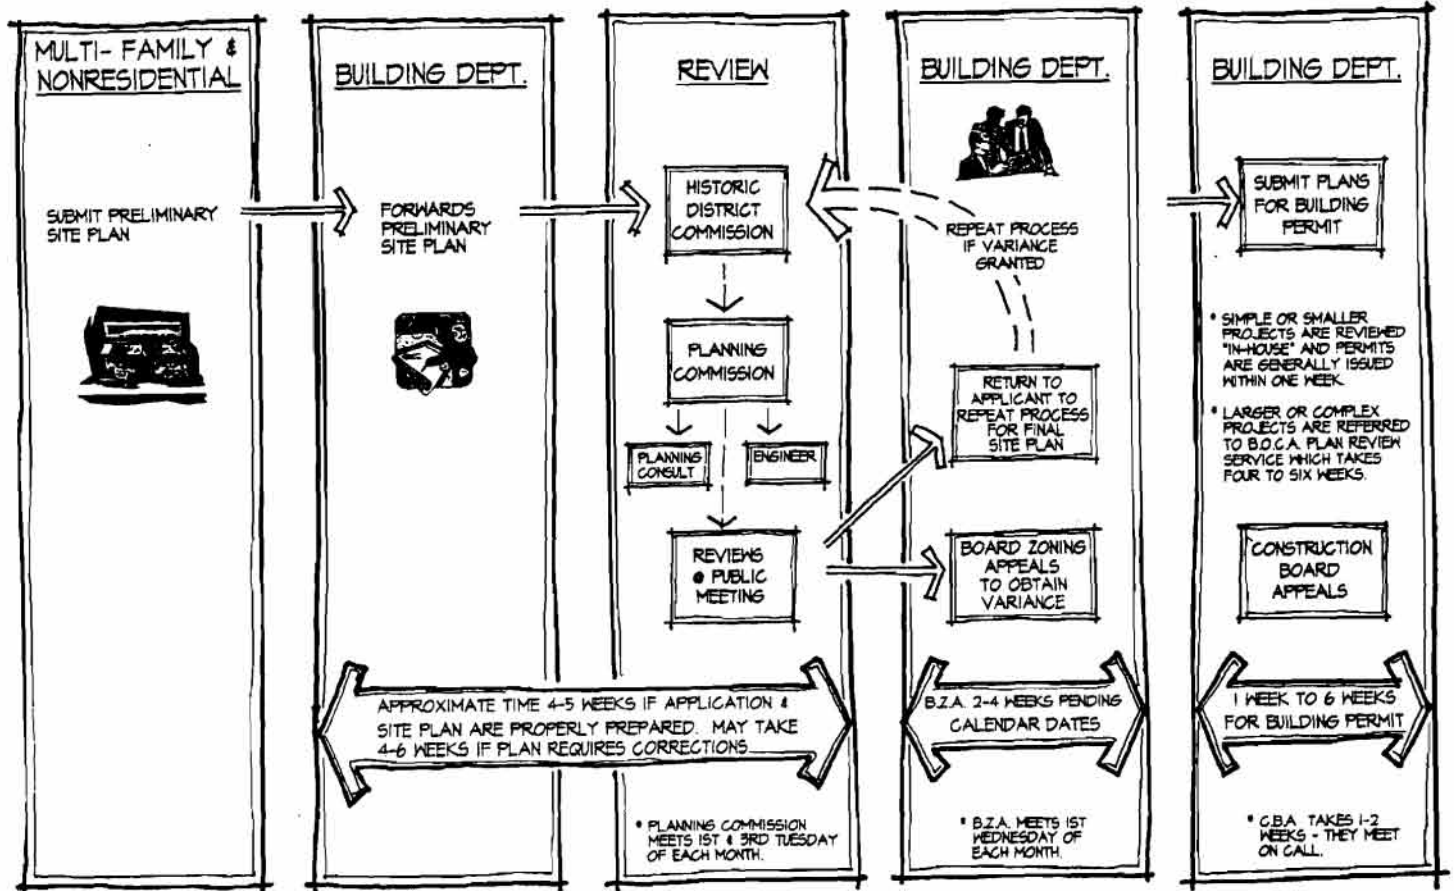 MULTI- FAMILY &
NONRESIDENTIAL
SUBMIT PRELIMINARY
SITE PLAN
BUILDING DEPT.
FORWARDS
PRELIMINARY
SITE PLAN
REVIEW
HISTORIC
DISTRICT
COMMISSION
PLANNING
COMMISSION
PLANNING
CONSULT
ENGINEER
REVIEWS
@ PUBLIC
MEETING
APPROXIMATE TIME 4-5 WEEKS IF APPLICATION &
SITE PLAN ARE PROPERLY PREPARED. MAY TAKE
4-6 WEEKS IF PLAN REQUIRES CORRECTIONS
* PLANNING COMMISSION
MEETS 1ST & 3RD TUESDAY
OF EACH MONTH.
BUILDING DEPT.
REPEAT PROCESS
IF VARIANCE
GRANTED
RETURN TO
APPLICANT TO
REPEAT PROCESS
FOR FINAL
SITE PLAN
BOARD ZONING
APPEALS
TO OBTAIN
VARIANCE
B.Z.A. 2-4 WEEKS PENDING
CALENDAR DATES
* B.Z.A. MEETS 1ST
WEDNESDAY OF
EACH MONTH.
BUILDING DEPT.
SUBMIT PLANS
FOR BUILDING
PERMIT
* SIMPLE OR SMALLER
PROJECTS ARE REVIEWED
"IN-HOUSE" AND PERMITS
ARE GENERALLY ISSUED
WITHIN ONE WEEK.
* LARGER OR COMPLEX
PROJECTS ARE REFERRED
TO B.O.C.A. PLAN REVIEW
SERVICE WHICH TAKES
FOUR TO SIX WEEKS.
CONSTRUCTION
BOARD
APPEALS
1 WEEK TO 6 WEEKS
FOR BUILDING PERMIT
* C.B.A. TAKES 1-2
WEEKS - THEY MEET
ON CALL.